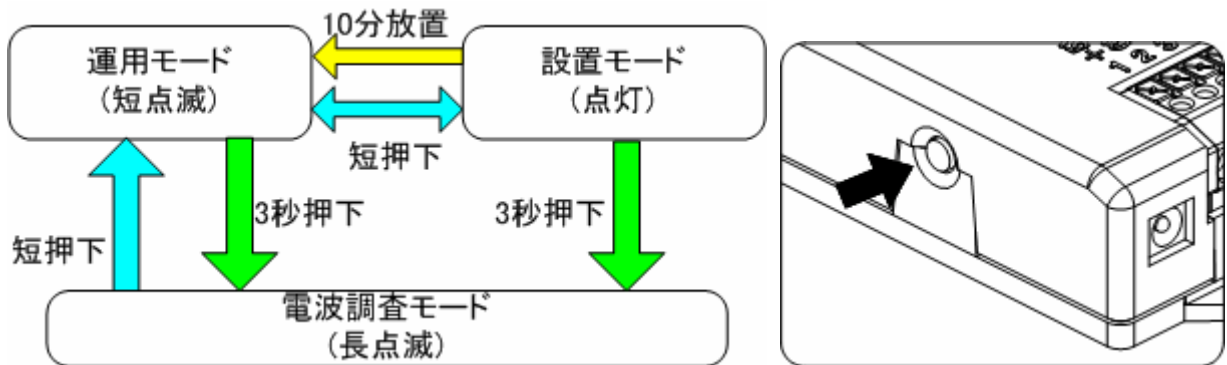 10分放置
運用モード
(短点滅)
設置モード
(点灯)
短押下
3秒押下
3秒押下
短押下
電波調査モード
(長点滅)